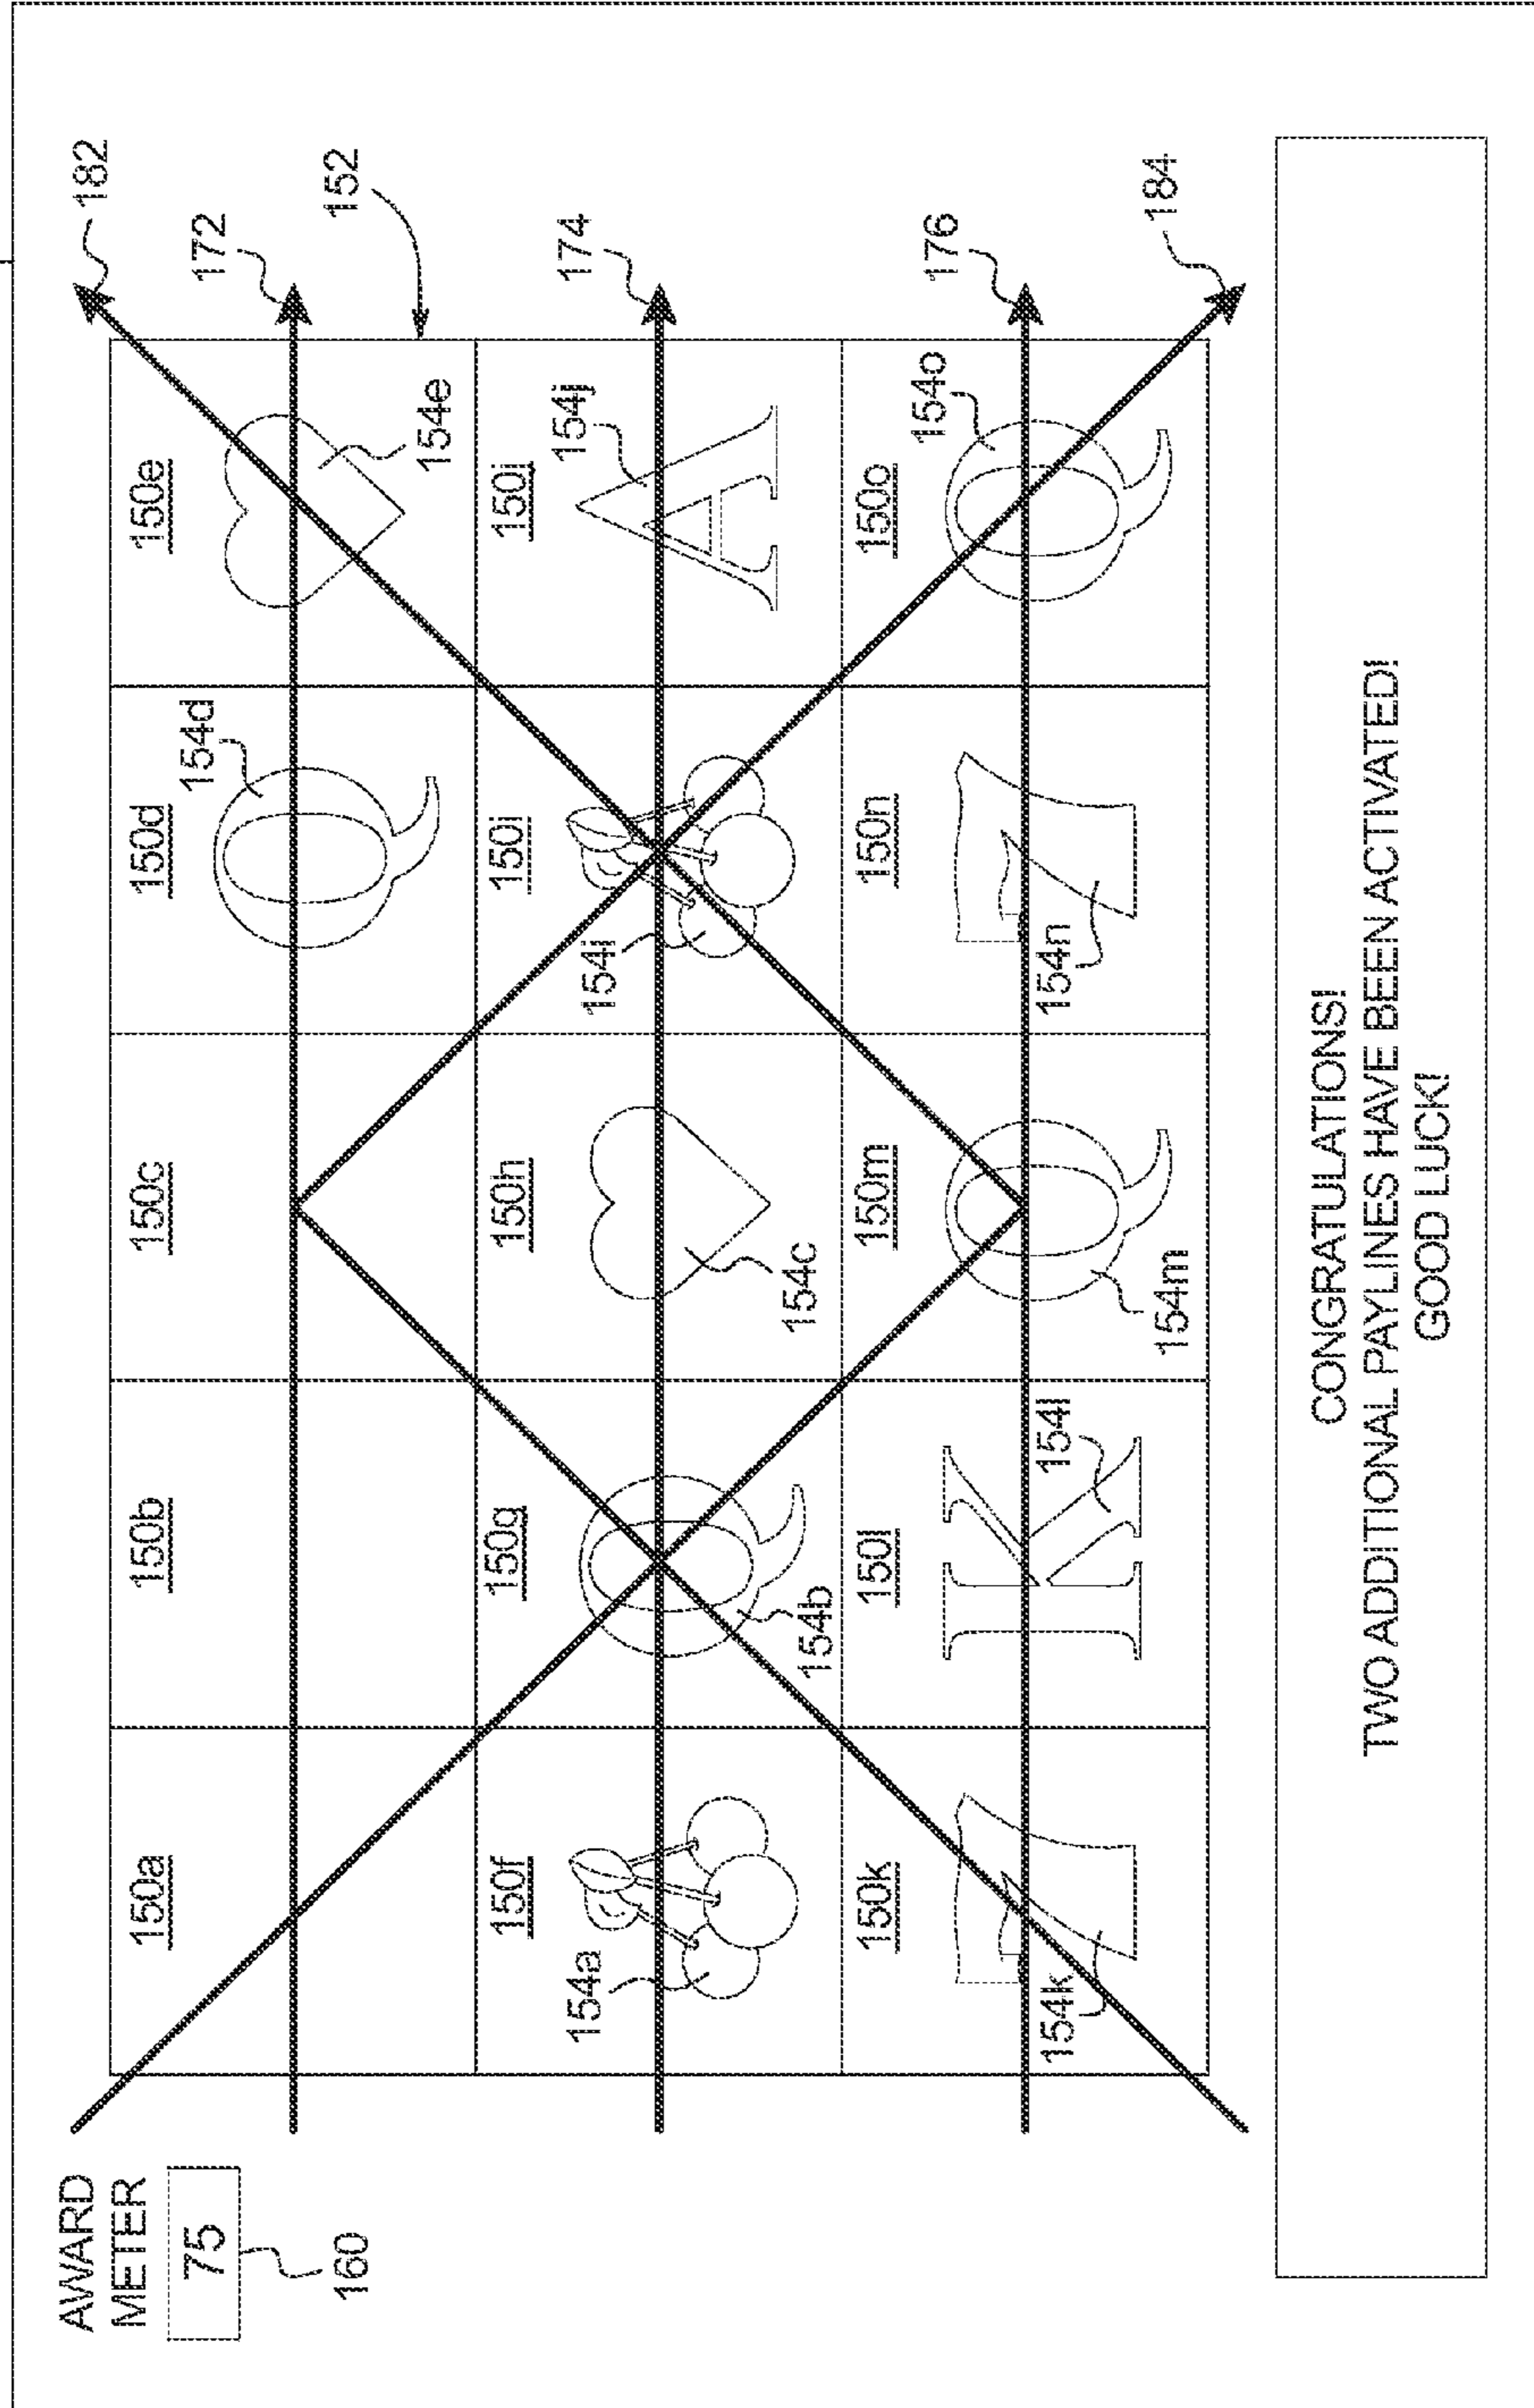 AWARD
METER
75
160
182
172
152
174
176
184
150a
150b
150c
150d
154d
150e
154e
150f
154a
150g
154b
150h
154c
150i
154i
150j
154j
150k
154k
150l
154l
150m
154m
150n
154n
150o
154o
CONGRATULATIONS!
TWO ADDITIONAL PAYLINES HAVE BEEN ACTIVATED!
GOOD LUCK!